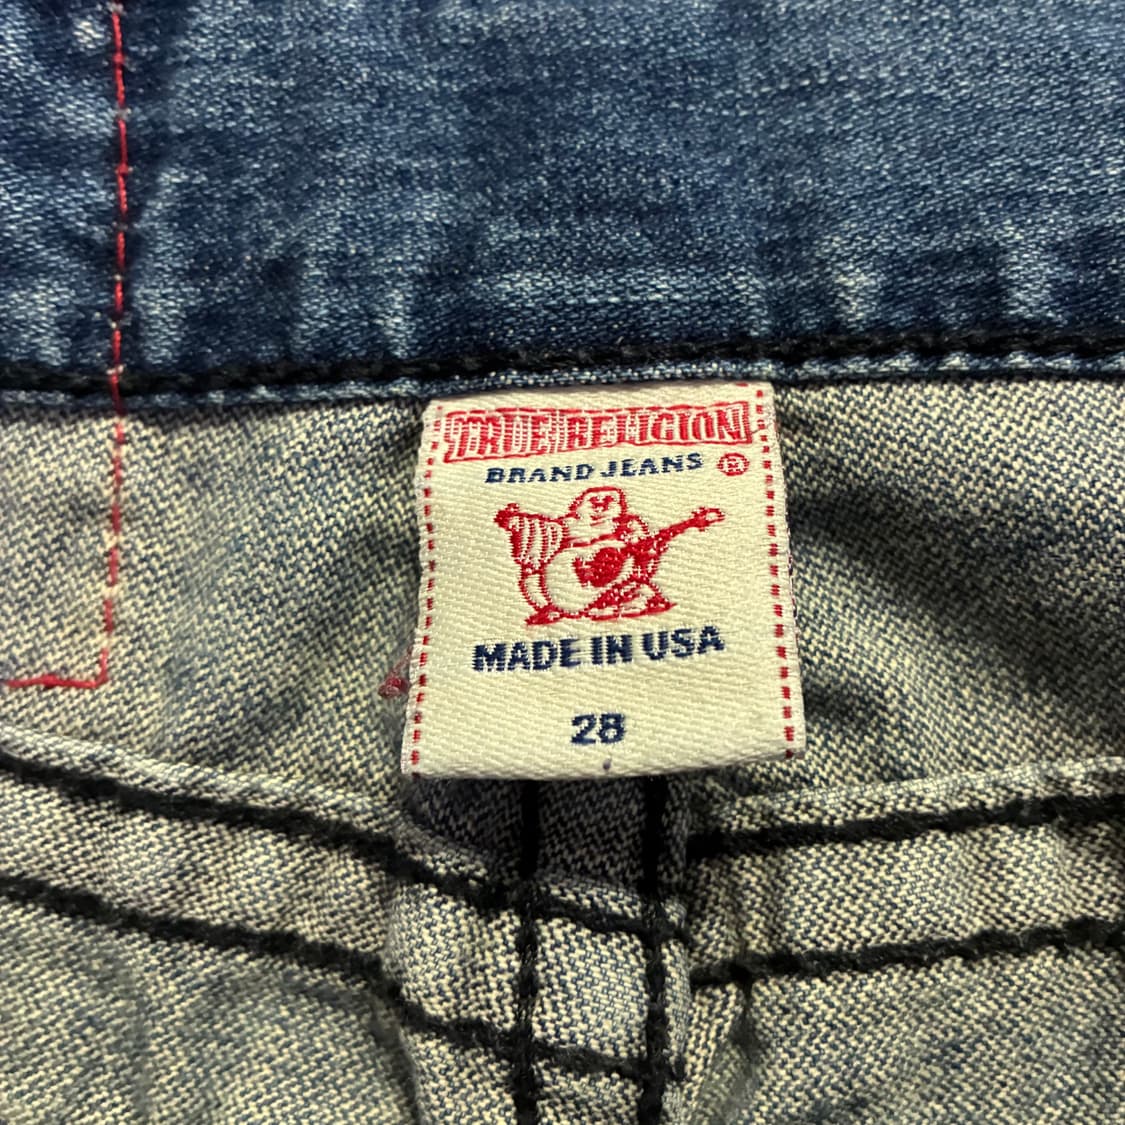 TRUE RELIGION
BRAND JEANS ®
MADE IN USA
28